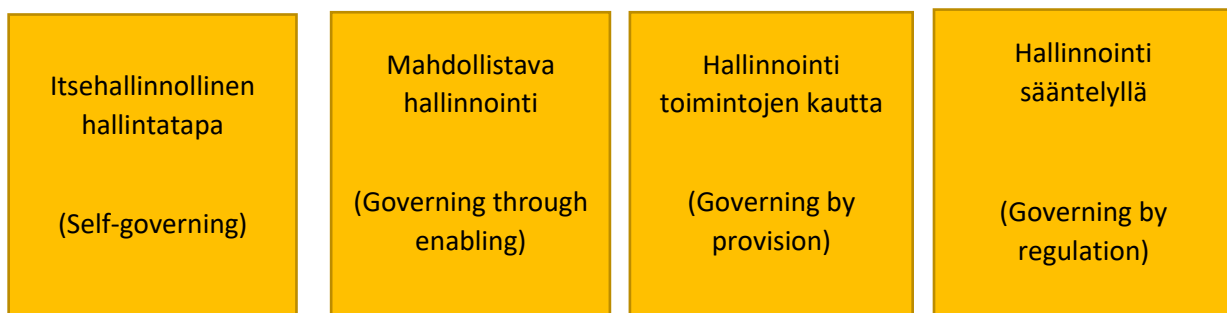 Itsehallinnollinen
hallintatapa
(Self-governing)
Mahdollistava
hallinnointi
(Governing through
enabling)
Hallinnointi
toimintojen kautta
(Governing by
provision)
Hallinnointi
sääntelyllä
(Governing by
regulation)